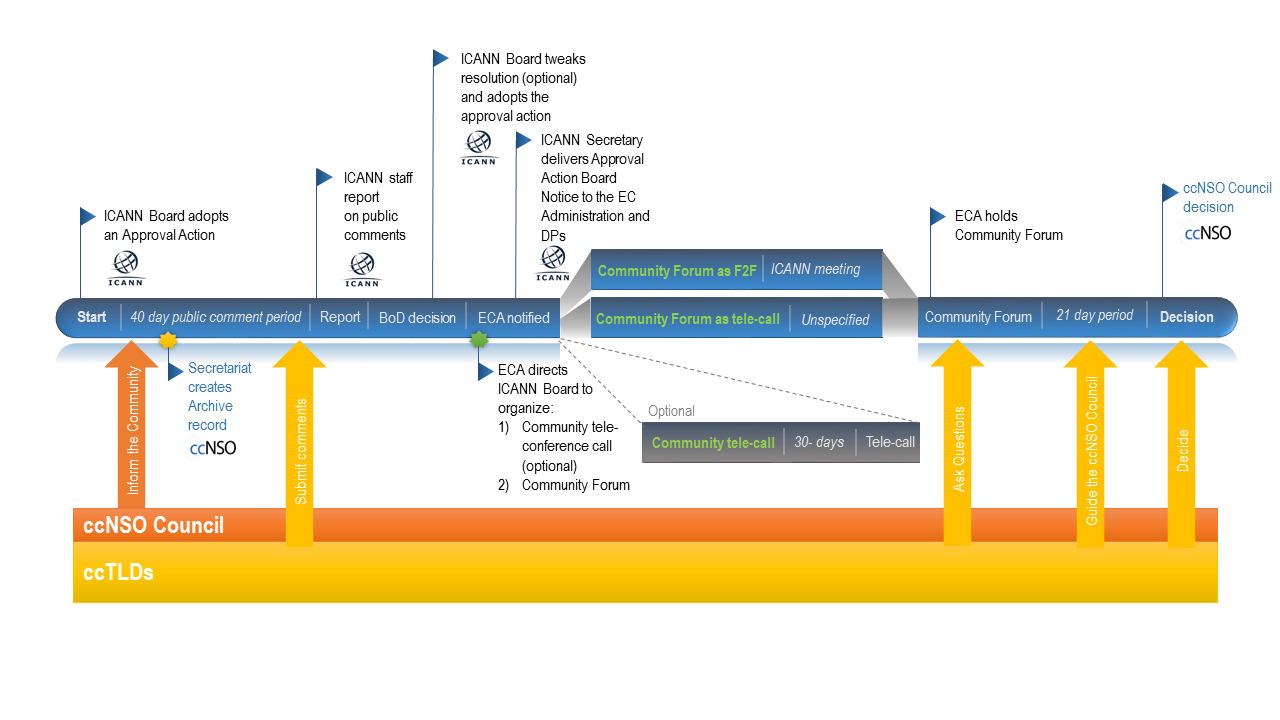 ICANN Board tweaks
resolution (optional)
and adopts the
approval action
ICANN
ICANN Secretary
delivers Approval
Action Board
Notice to the EC
Administration and
DPs
ICANN
ICANN staff
report
on public
comments
ICANN
ICANN Board adopts
an Approval Action
ICANN
ECA holds
Community Forum
ccNSO Council
decision
ccNSO
Community Forum as F2F
ICANN meeting
Start
40 day public comment period
Report
BoD decision
ECA notified
Community Forum as tele-call
Unspecified
Community Forum
21 day period
Decision
Secretariat
creates
Archive
record
ccNSO
ECA directs
ICANN Board to
organize:
1) Community tele-
conference call
(optional)
2) Community Forum
Optional
Community tele-call
30- days
Tele-call
Inform the Community
Submit comments
Ask Questions
Guide the ccNSO Council
Decide
ccNSO Council
ccTLDs